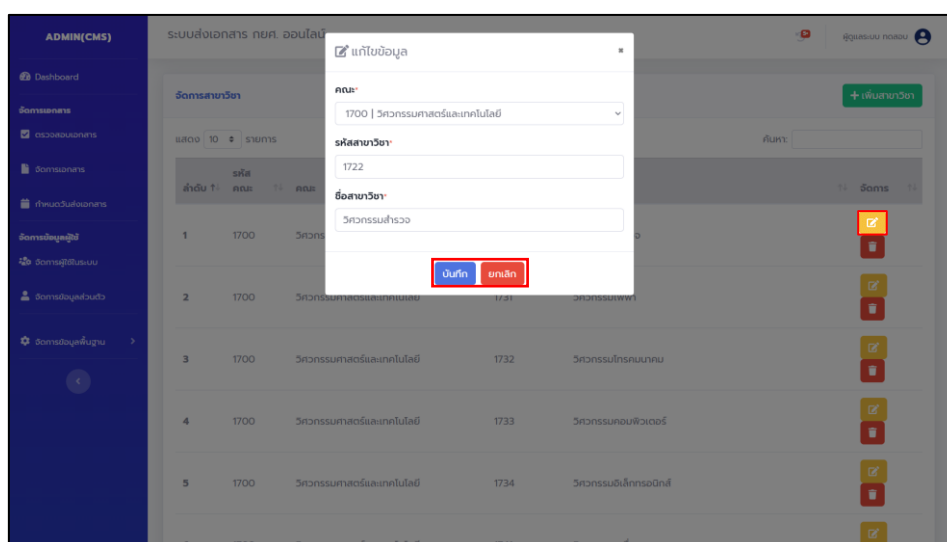 ADMIN(CMS)
ระบบส่งเอกสาร กยศ. ออนไลน์
ผู้ดูแลระบบ ทดสอบ
Dashboard
จัดการเอกสาร
ตรวจสอบเอกสาร
จัดการเอกสาร
กำหนดวันส่งเอกสาร
จัดการข้อมูลผู้ใช้
จัดการผู้ใช้ในระบบ
จัดการข้อมูลส่วนตัว
จัดการข้อมูลพื้นฐาน
แก้ไขข้อมูล
คณะ*
1700 | วิศวกรรมศาสตร์และเทคโนโลยี
รหัสสาขาวิชา*
1722
ชื่อสาขาวิชา*
วิศวกรรมสำรวจ
บันทึก ยกเลิก
จัดการสาขาวิชา
+ เพิ่มสาขาวิชา
แสดง 10 รายการ
ค้นหา:
ลำดับ รหัสคณะ คณะ จัดการ
1 1700
2 1700 วิศวกรรมศาสตร์และเทคโนโลยี 1731 วิศวกรรมไฟฟ้า
3 1700 วิศวกรรมศาสตร์และเทคโนโลยี 1732 วิศวกรรมโทรคมนาคม
4 1700 วิศวกรรมศาสตร์และเทคโนโลยี 1733 วิศวกรรมคอมพิวเตอร์
5 1700 วิศวกรรมศาสตร์และเทคโนโลยี 1734 วิศวกรรมอิเล็กทรอนิกส์